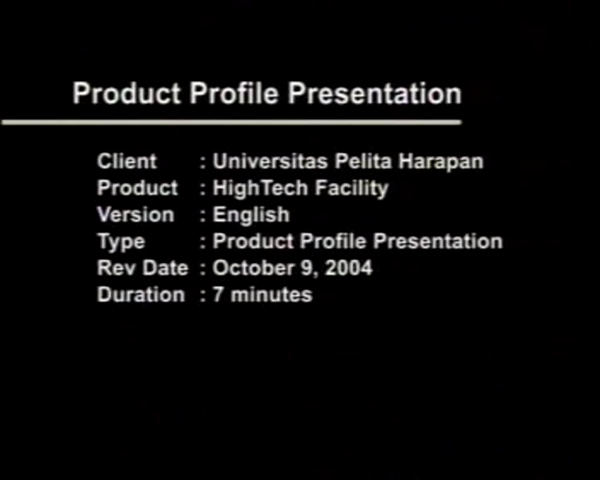 Product Profile Presentation
Client : Universitas Pelita Harapan
Product : HighTech Facility
Version : English
Type : Product Profile Presentation
Rev Date : October 9, 2004
Duration : 7 minutes